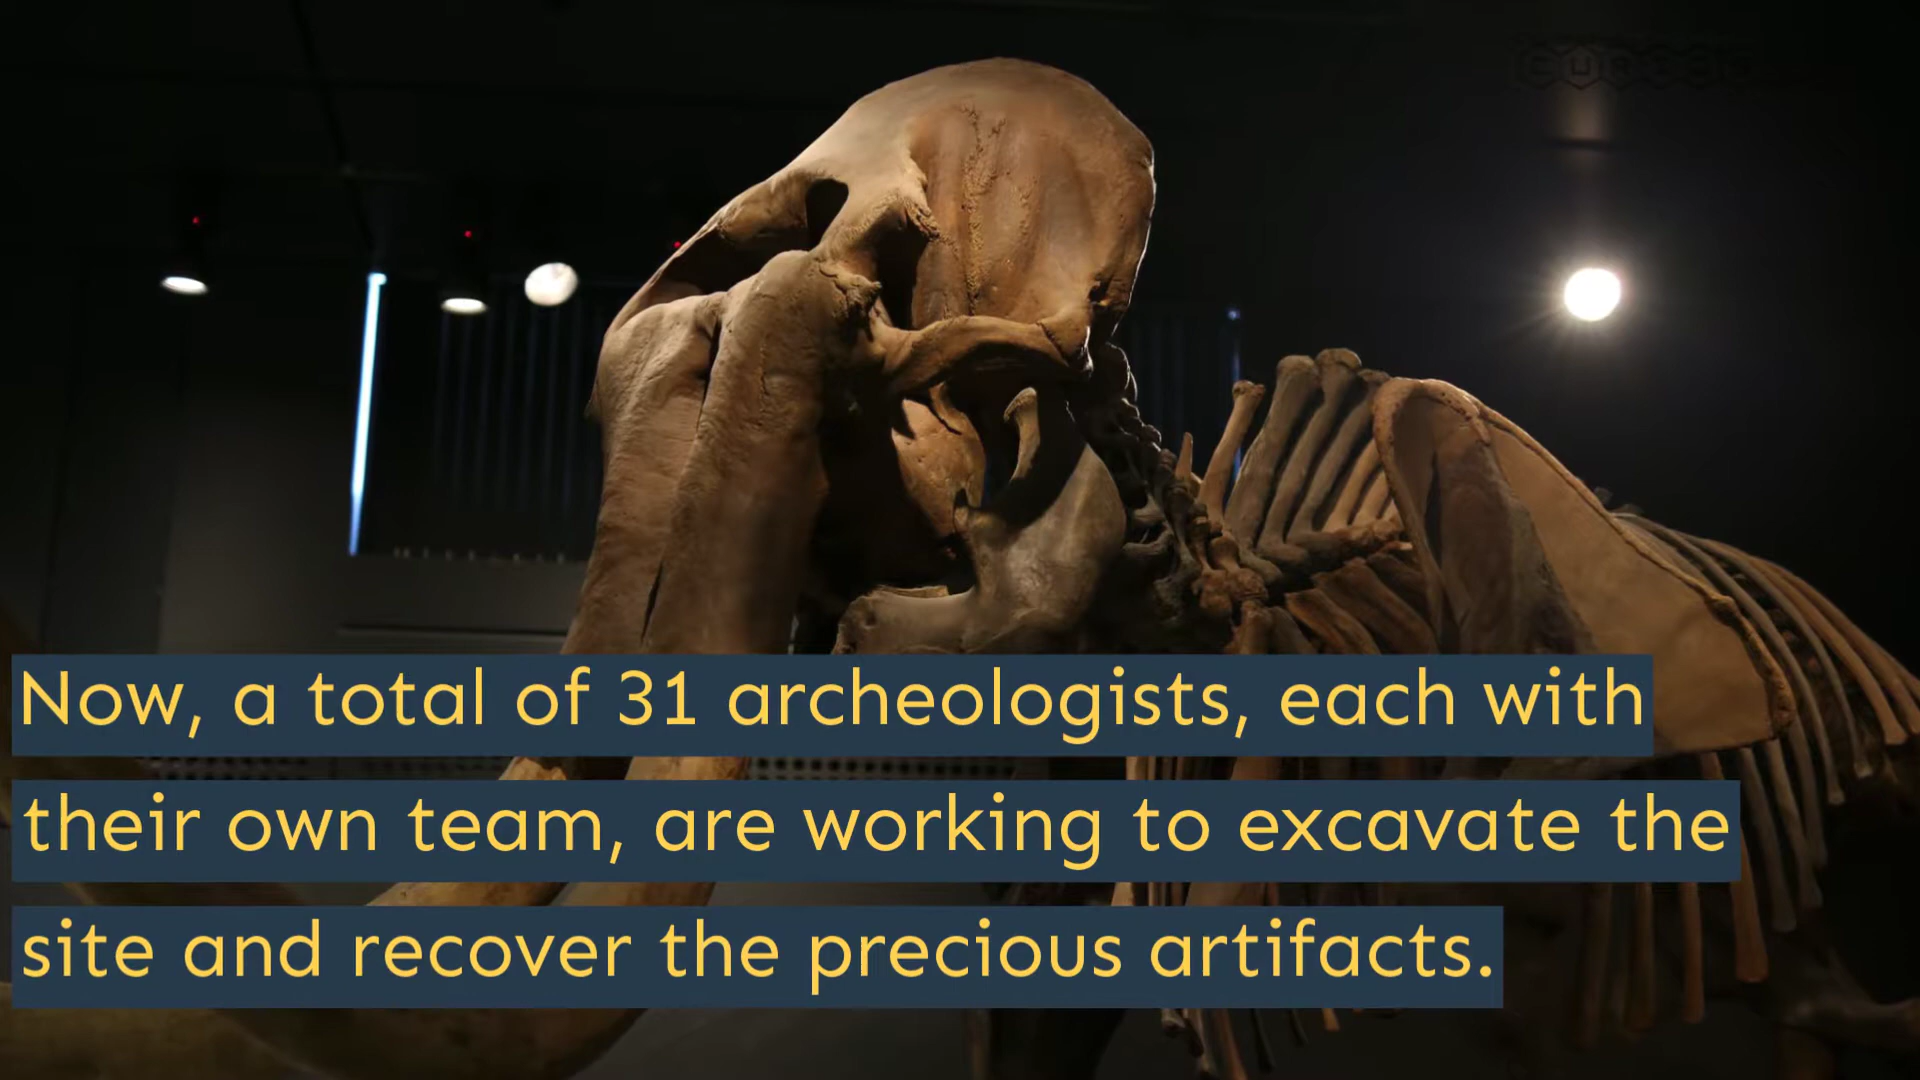 Now, a total of 31 archeologists, each with
their own team, are working to excavate the
site and recover the precious artifacts.